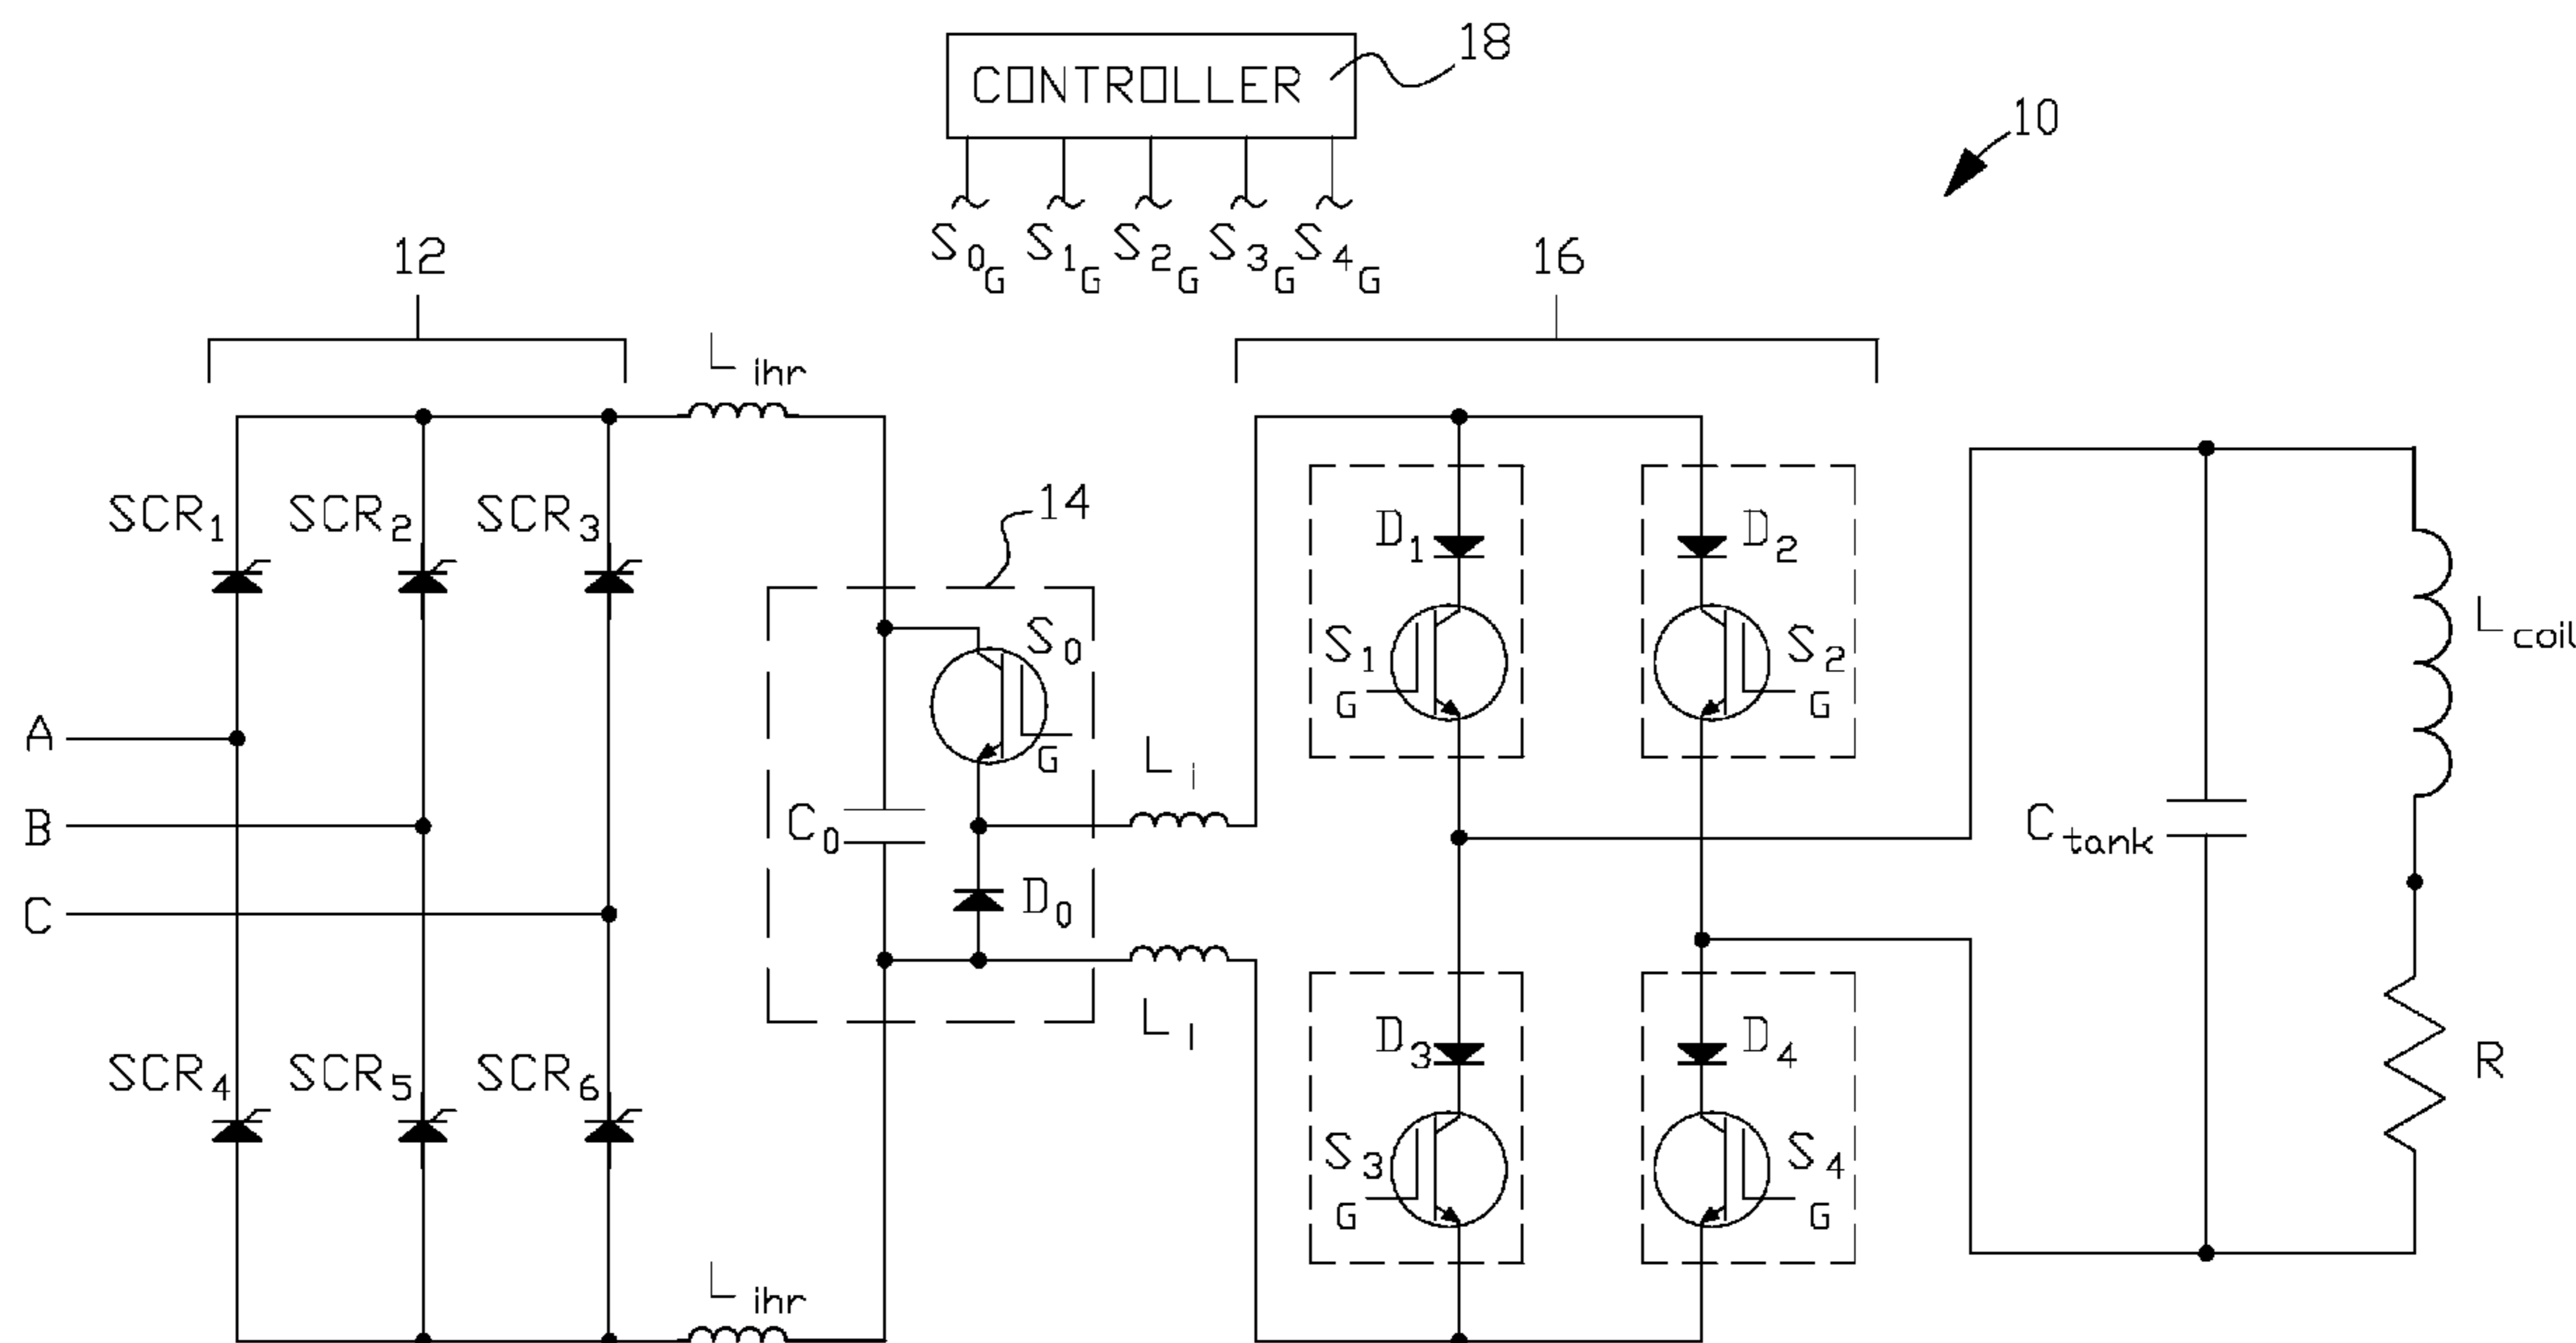 18
CONTROLLER
10
S0G S1G S2G S3G S4G
12
16
Lihr
SCR1 SCR2 SCR3
14
D1 D2
S0
S1 S2
G G
Lcoil
A
G
Li
B
C0
Ctank
C
D0
Li
D3 D4
SCR4 SCR5 SCR6
R
S3 S4
G G
Lihr